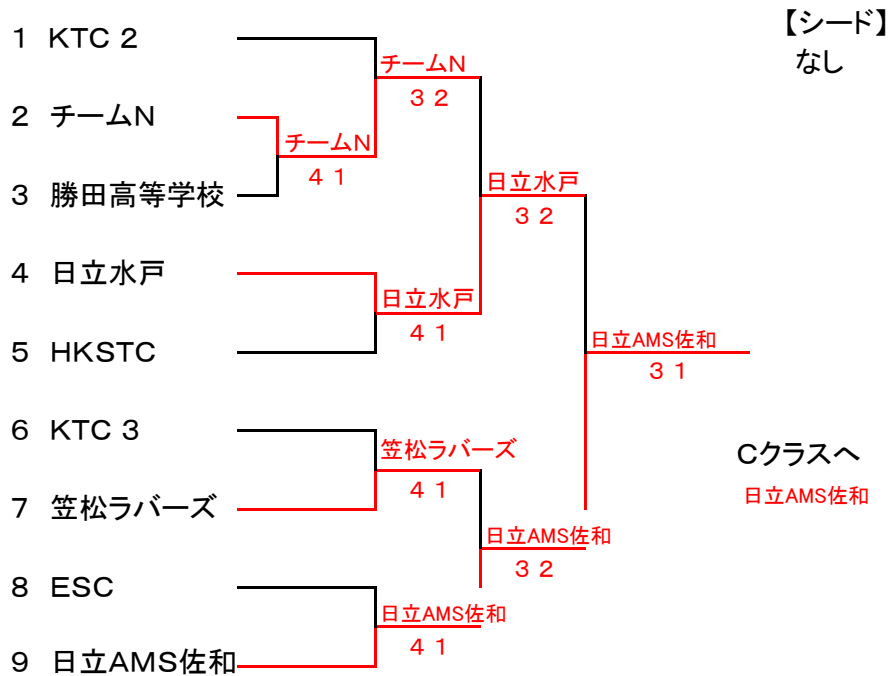 【シード】
なし
1 KTC 2
2 チームN
3 勝田高等学校
4 日立水戸
5 HKSTC
6 KTC 3
7 笠松ラバーズ
8 ESC
9 日立AMS佐和
チームN
4 1
チームN
3 2
日立水戸
4 1
日立水戸
3 2
笠松ラバーズ
4 1
日立AMS佐和
4 1
日立AMS佐和
3 2
日立AMS佐和
3 1
Cクラスへ
日立AMS佐和